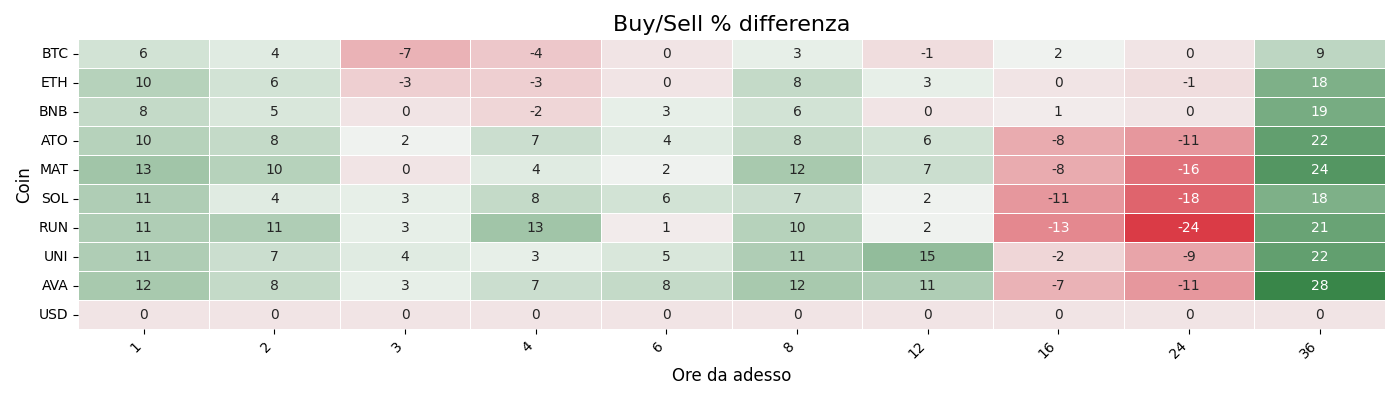 Buy/Sell % differenza
Coin
BTC 6 4 -7 -4 0 3 -1 2 0 9
ETH 10 6 -3 -3 0 8 3 0 -1 18
BNB 8 5 0 -2 3 6 0 1 0 19
ATO 10 8 2 7 4 8 6 -8 -11 22
MAT 13 10 0 4 2 12 7 -8 -16 24
SOL 11 4 3 8 6 7 2 -11 -18 18
RUN 11 11 3 13 1 10 2 -13 -24 21
UNI 11 7 4 3 5 11 15 -2 -9 22
AVA 12 8 3 7 8 12 11 -7 -11 28
USD 0 0 0 0 0 0 0 0 0 0
1 2 3 4 6 8 12 16 24 36
Ore da adesso